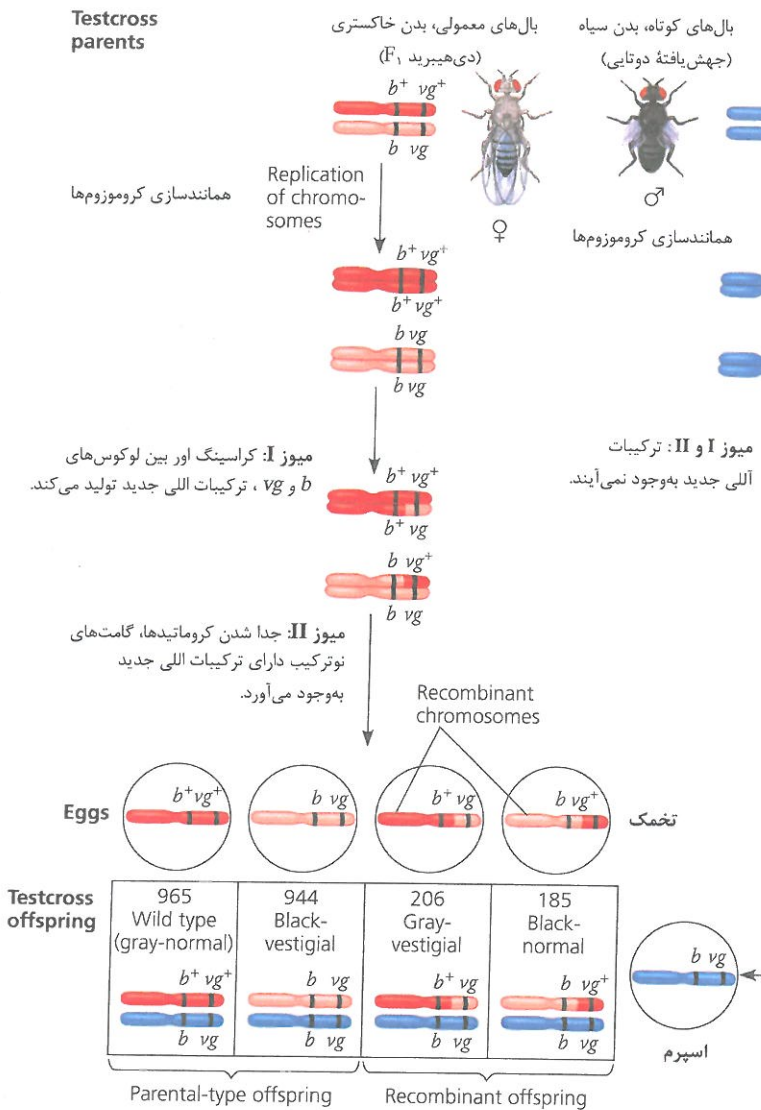 Testcross
parents
بال‌های معمولی، بدن خاکستری
(دی‌هیبرید F₁)
بال‌های کوتاه، بدن سیاه
(جهش‌یافتهٔ دوتایی)
b⁺ vg⁺
b vg
♀
♂
همانندسازی کروموزوم‌ها
Replication
of chromo-
somes
همانندسازی کروموزوم‌ها
b⁺ vg⁺
b⁺ vg⁺
b vg
b vg
میوز I: کراسینگ اور بین لوکوس‌های
b و vg ، ترکیبات اللی جدید تولید می‌کند.
میوز I و II : ترکیبات
آللی جدید به‌وجود نمی‌آیند.
b⁺ vg⁺
b⁺ vg
b vg⁺
b vg
میوز II: جدا شدن کروماتیدها، گامت‌های
نوترکیب دارای ترکیبات اللی جدید
به‌وجود می‌آورد.
Recombinant
chromosomes
Eggs
b⁺ vg⁺
b vg
b⁺ vg
b vg⁺
تخمک
Testcross
offspring
965
Wild type
(gray-normal)
944
Black-
vestigial
206
Gray-
vestigial
185
Black-
normal
b⁺ vg⁺
b vg
b⁺ vg
b vg⁺
b vg
b vg
b vg
b vg
b vg
اسپرم
Parental-type offspring
Recombinant offspring